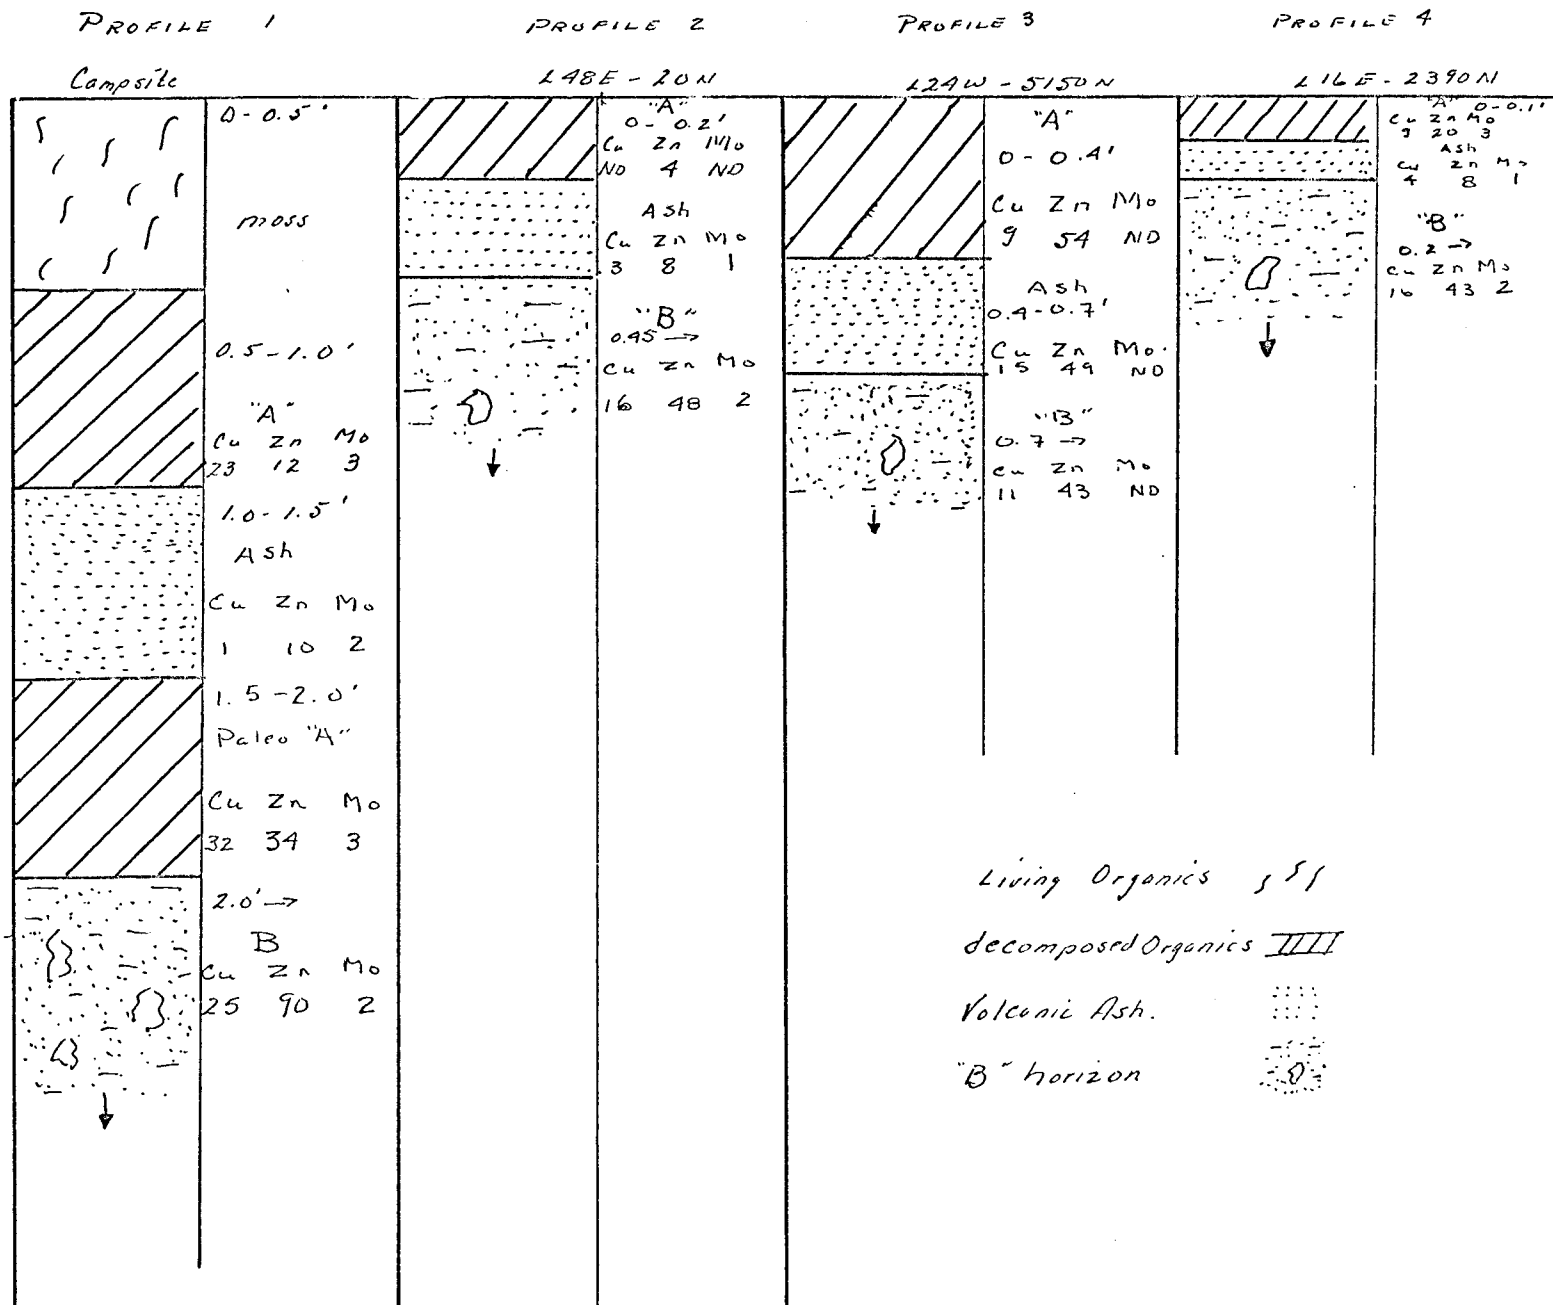 PROFILE 1
Campsite
0-0.5'
moss
0.5-1.0'
"A"
Cu Zn Mo
23 12 3
1.0-1.5'
Ash
Cu Zn Mo
1 10 2
1.5-2.0'
Paleo "A"
Cu Zn Mo
32 34 3
2.0'→
B
Cu Zn Mo
25 90 2
PROFILE 2
L48E-20N
"A"
0-0.2'
Cu Zn Mo
ND 4 ND
Ash
Cu Zn Mo
3 8 1
"B"
0.45→
Cu Zn Mo
16 48 2
PROFILE 3
L24W-5150N
"A"
0-0.4'
Cu Zn Mo
9 54 ND
Ash
0.4-0.7'
Cu Zn Mo.
15 49 ND
"B"
0.7→
Cu Zn Mo
11 43 ND
PROFILE 4
L16E-2390N
"A" 0-0.1'
Cu Zn Mo
20 3
Ash
Cu Zn Mo
4 8 1
"B"
0.2→
Cu Zn Mo
16 43 2
Living Organics
decomposed Organics
Volcanic Ash.
"B" horizon